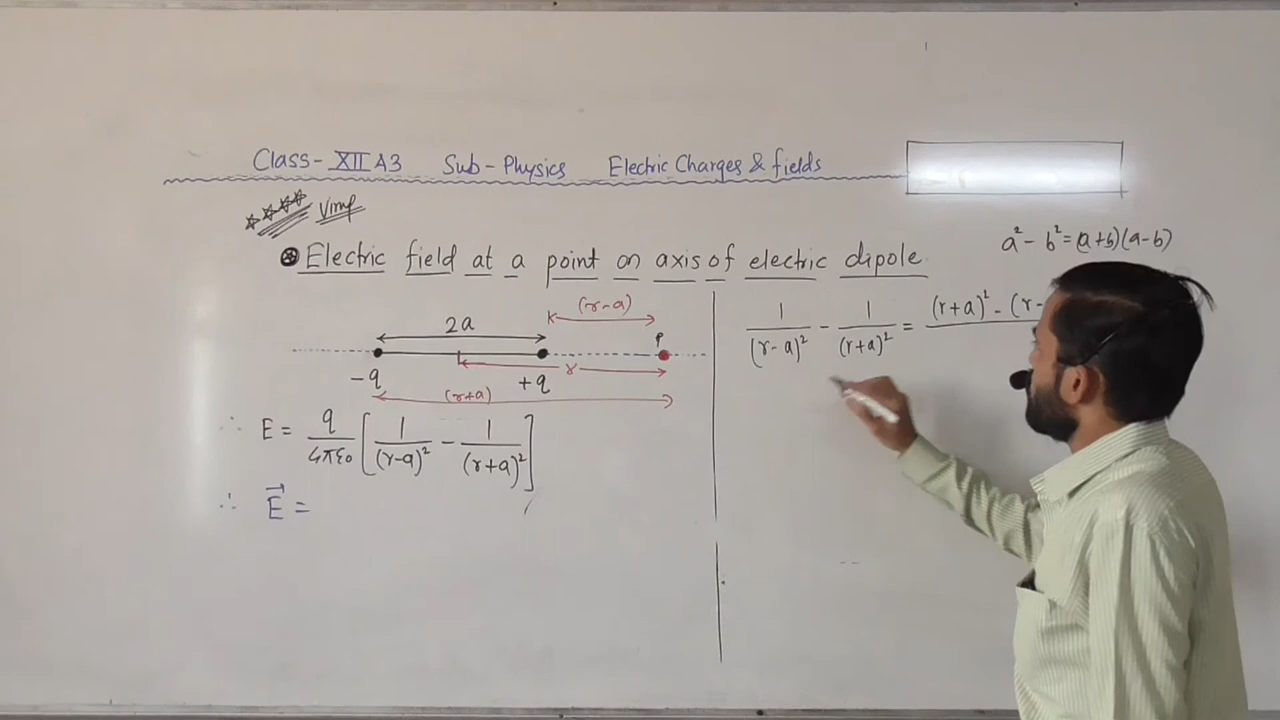 Class- XII A3 Sub - Physics Electric Charges & fields
Vimp
Electric field at a point on axis of electric dipole.
a² - b² = (a+b)(a-b)
2a
(r-a)
P
r
-q
+q
(r+a)
∴ E = q/4πε₀ [1/(r-a)² - 1/(r+a)²]
∴ E⃗ =
1/(r-a)² - 1/(r+a)² = (r+a)² - (r-